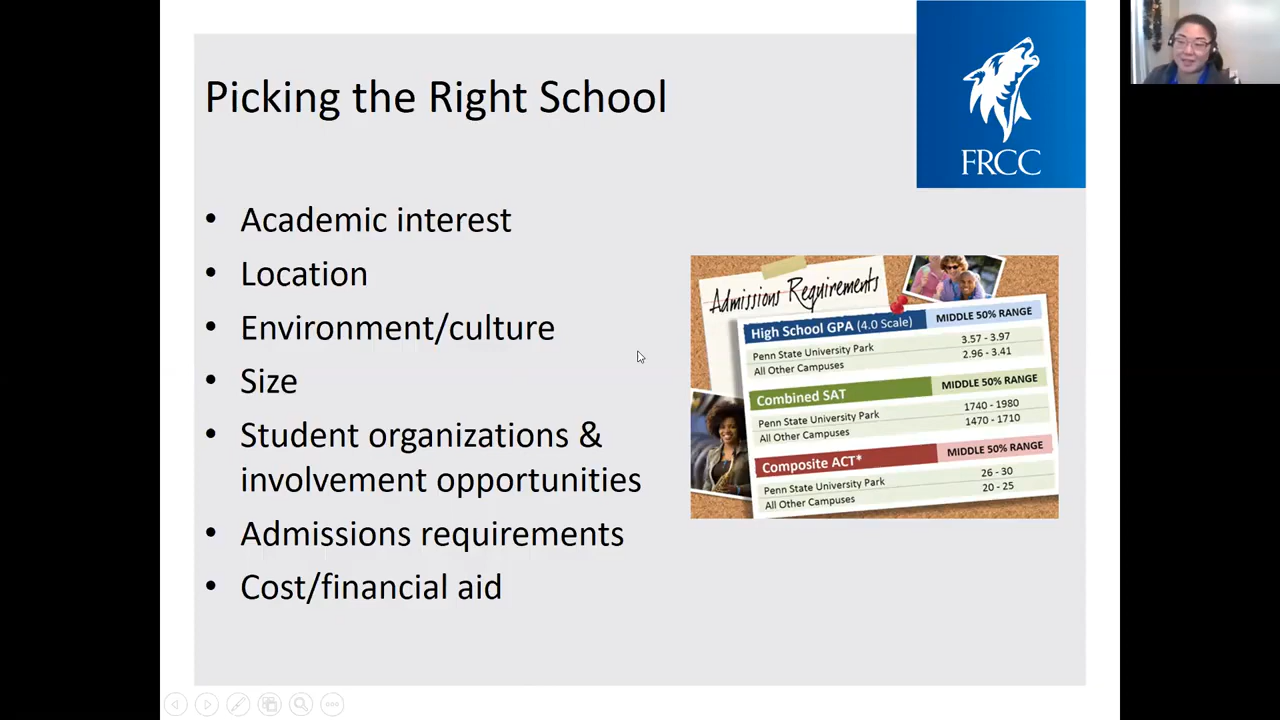 Picking the Right School
FRCC
• Academic interest
• Location
• Environment/culture
• Size
• Student organizations &
involvement opportunities
• Admissions requirements
• Cost/financial aid
Admissions Requirements
High School GPA (4.0 Scale) MIDDLE 50% RANGE
Penn State University Park 3.57 - 3.97
All Other Campuses 2.96 - 3.41
Combined SAT MIDDLE 50% RANGE
Penn State University Park 1740 - 1980
All Other Campuses 1470 - 1710
Composite ACT* MIDDLE 50% RANGE
Penn State University Park 26 - 30
All Other Campuses 20 - 25